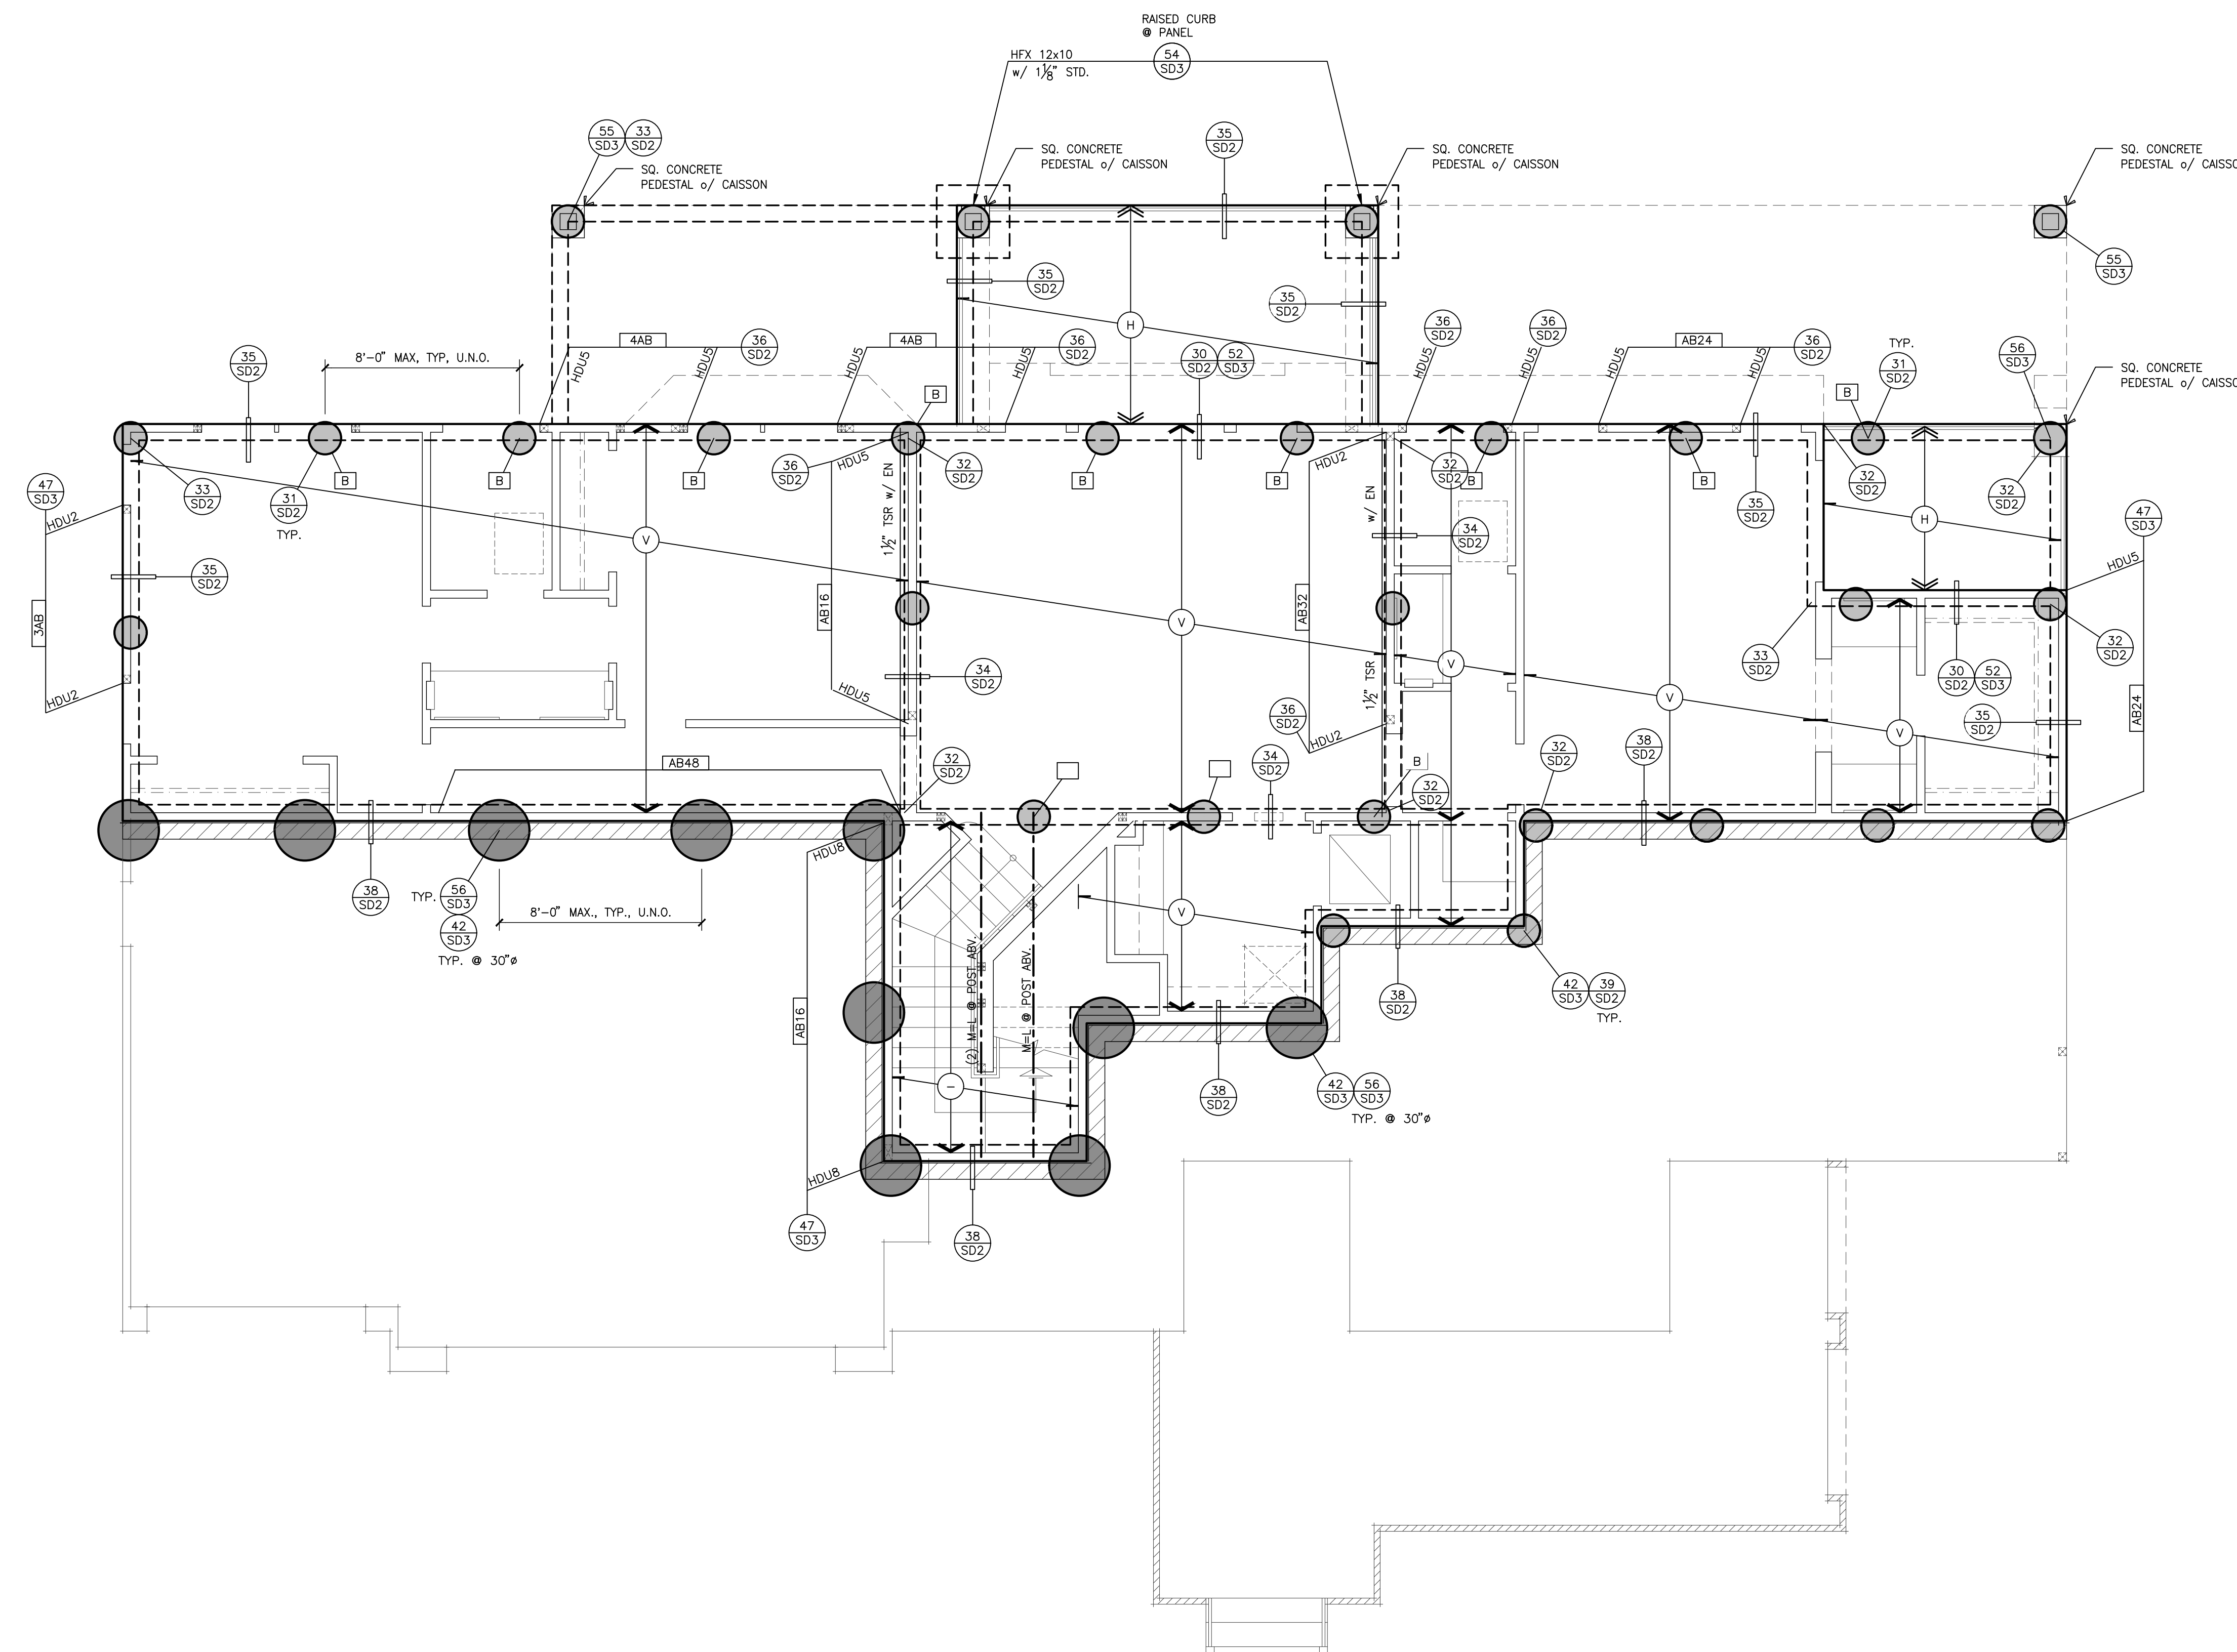 RAISED CURB
@ PANEL
HFX 12x10
w/ 1⅛" STD.
54
SD3
55
SD3
33
SD2
SQ. CONCRETE
PEDESTAL o/ CAISSON
SQ. CONCRETE
PEDESTAL o/ CAISSON
35
SD2
SQ. CONCRETE
PEDESTAL o/ CAISSON
SQ. CONCRETE
PEDESTAL o/ CAISSO
55
SD3
35
SD2
35
SD2
H
35
SD2
8'-0" MAX, TYP, U.N.O.
HDU5
4AB
HDU5
36
SD2
HDU5
4AB
HDU5
36
SD2
30
SD2
52
SD3
HDU5
36
SD2
HDU5
36
SD2
HDU5
AB24
HDU5
36
SD2
TYP.
31
SD2
B
56
SD3
SQ. CONCRETE
PEDESTAL o/ CAISSO
B
47
SD3
HDU2
33
SD2
31
SD2
TYP.
B
B
B
36
SD2
HDU5
32
SD2
B
B
HDU2
32
SD2
B
B
35
SD2
32
SD2
32
SD2
H
47
SD3
HDU5
V
1½" TSR w/ EN
w/ EN
34
SD2
35
SD2
3AB
HDU2
AB16
HDU5
V
34
SD2
AB32
1½" TSR
V
36
SD2
HDU2
V
33
SD2
30
SD2
52
SD3
32
SD2
V
35
SD2
AB24
AB48
32
SD2
34
SD2
B
32
SD2
32
SD2
38
SD2
38
SD2
TYP.
56
SD3
42
SD3
TYP. @ 30"ø
8'-0" MAX., TYP., U.N.O.
HDU8
AB16
HDU8
47
SD3
(2) M=L @ POST ABV.
M=L @ POST ABV.
V
–
38
SD2
38
SD2
38
SD2
42
SD3
56
SD3
TYP. @ 30"ø
42
SD3
39
SD2
TYP.